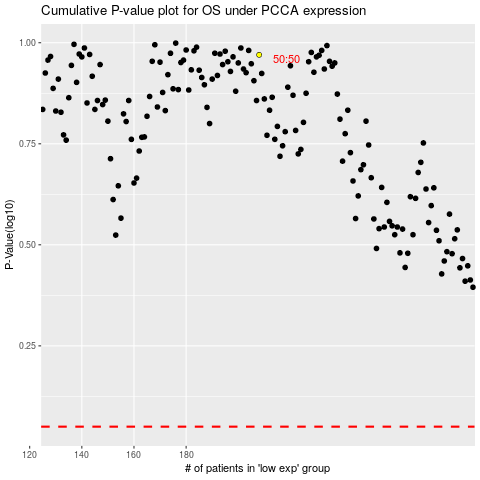 Cumulative P-value plot for OS under PCCA expression
1.00
50:50
0.75
P-Value(log10)
0.50
0.25
120 140 160 180
# of patients in 'low exp' group